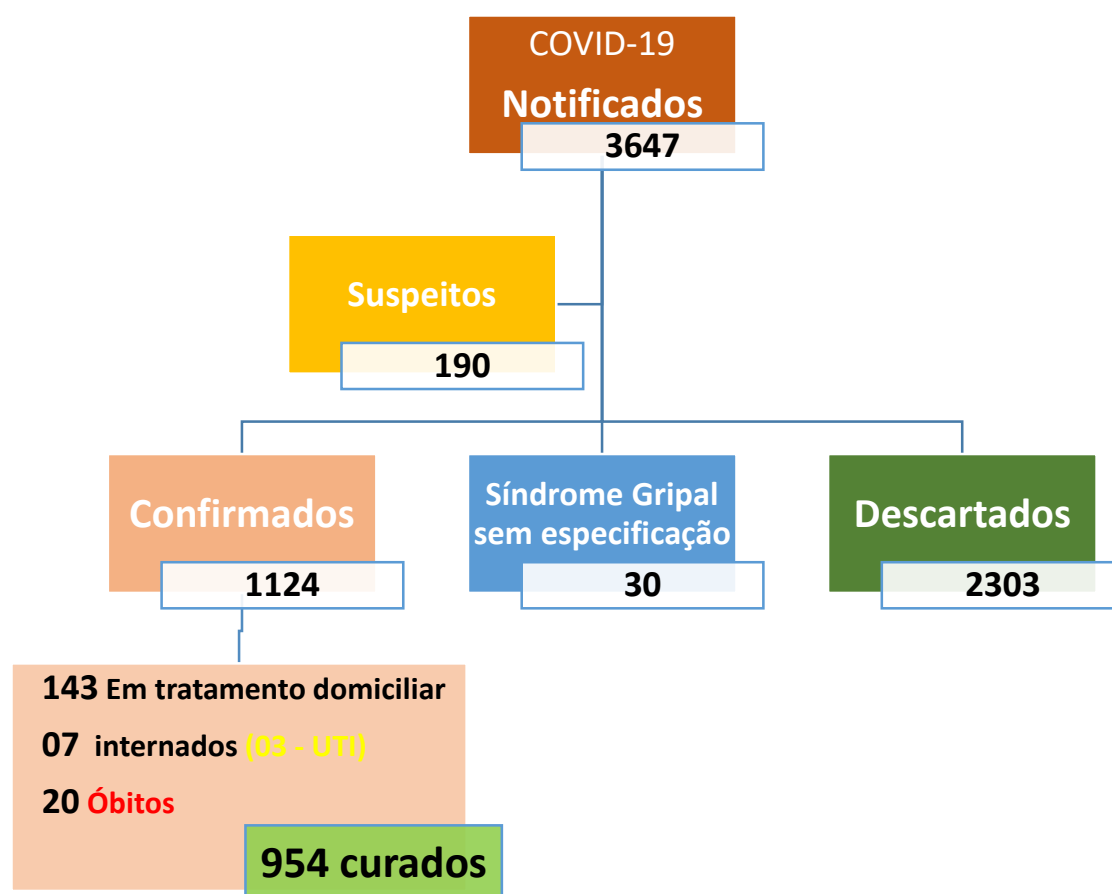 COVID-19
Notificados
3647
Suspeitos
190
Confirmados
1124
Síndrome Gripal
sem especificação
30
Descartados
2303
143 Em tratamento domiciliar
07 internados (03 - UTI)
20 Óbitos
954 curados